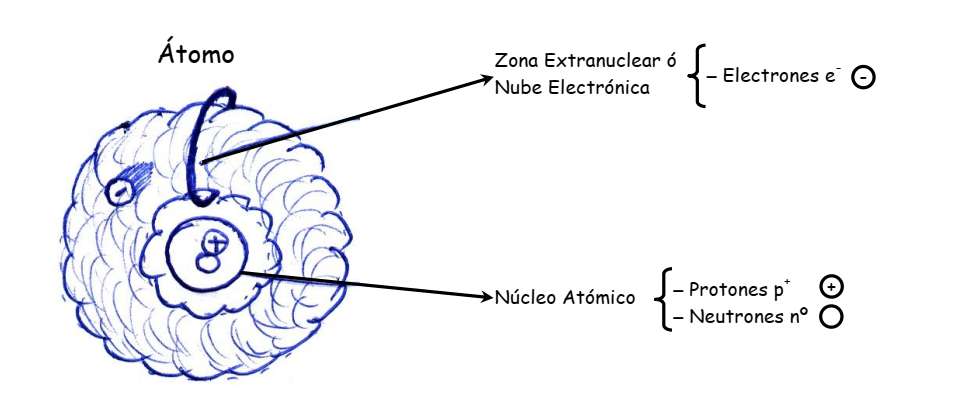 Átomo
Zona Extranuclear ó
Nube Electrónica
– Electrones e⁻ -
Núcleo Atómico
– Protones p⁺ +
– Neutrones nº
-
+